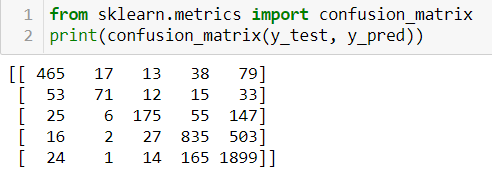 1 from sklearn.metrics import confusion_matrix
2 print(confusion_matrix(y_test, y_pred))
[[ 465 17 13 38 79]
[ 53 71 12 15 33]
[ 25 6 175 55 147]
[ 16 2 27 835 503]
[ 24 1 14 165 1899]]